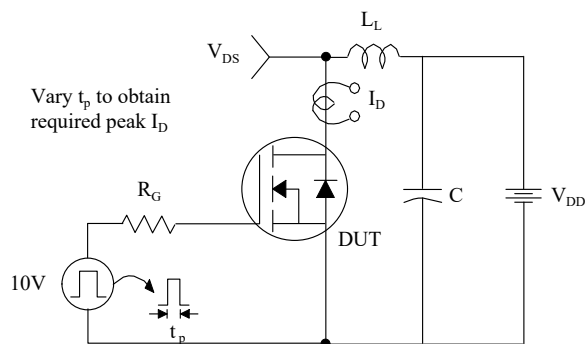 L_L
V_DS
I_D
Vary t_p to obtain
required peak I_D
R_G
C
V_DD
DUT
10V
t_p